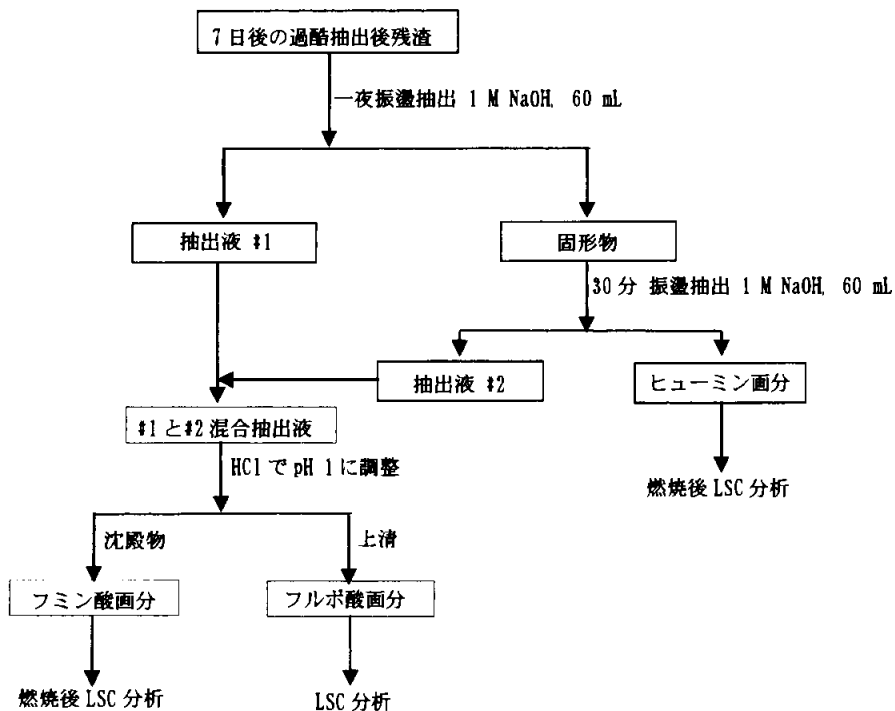 7日後の過酷抽出後残渣
一夜振盪抽出 1 M NaOH, 60 mL
抽出液 #1
固形物
30分 振盪抽出 1 M NaOH, 60 mL
抽出液 #2
ヒューミン画分
#1と#2混合抽出液
HClで pH 1に調整
燃焼後 LSC 分析
沈殿物
上清
フミン酸画分
フルボ酸画分
燃焼後 LSC 分析
LSC 分析